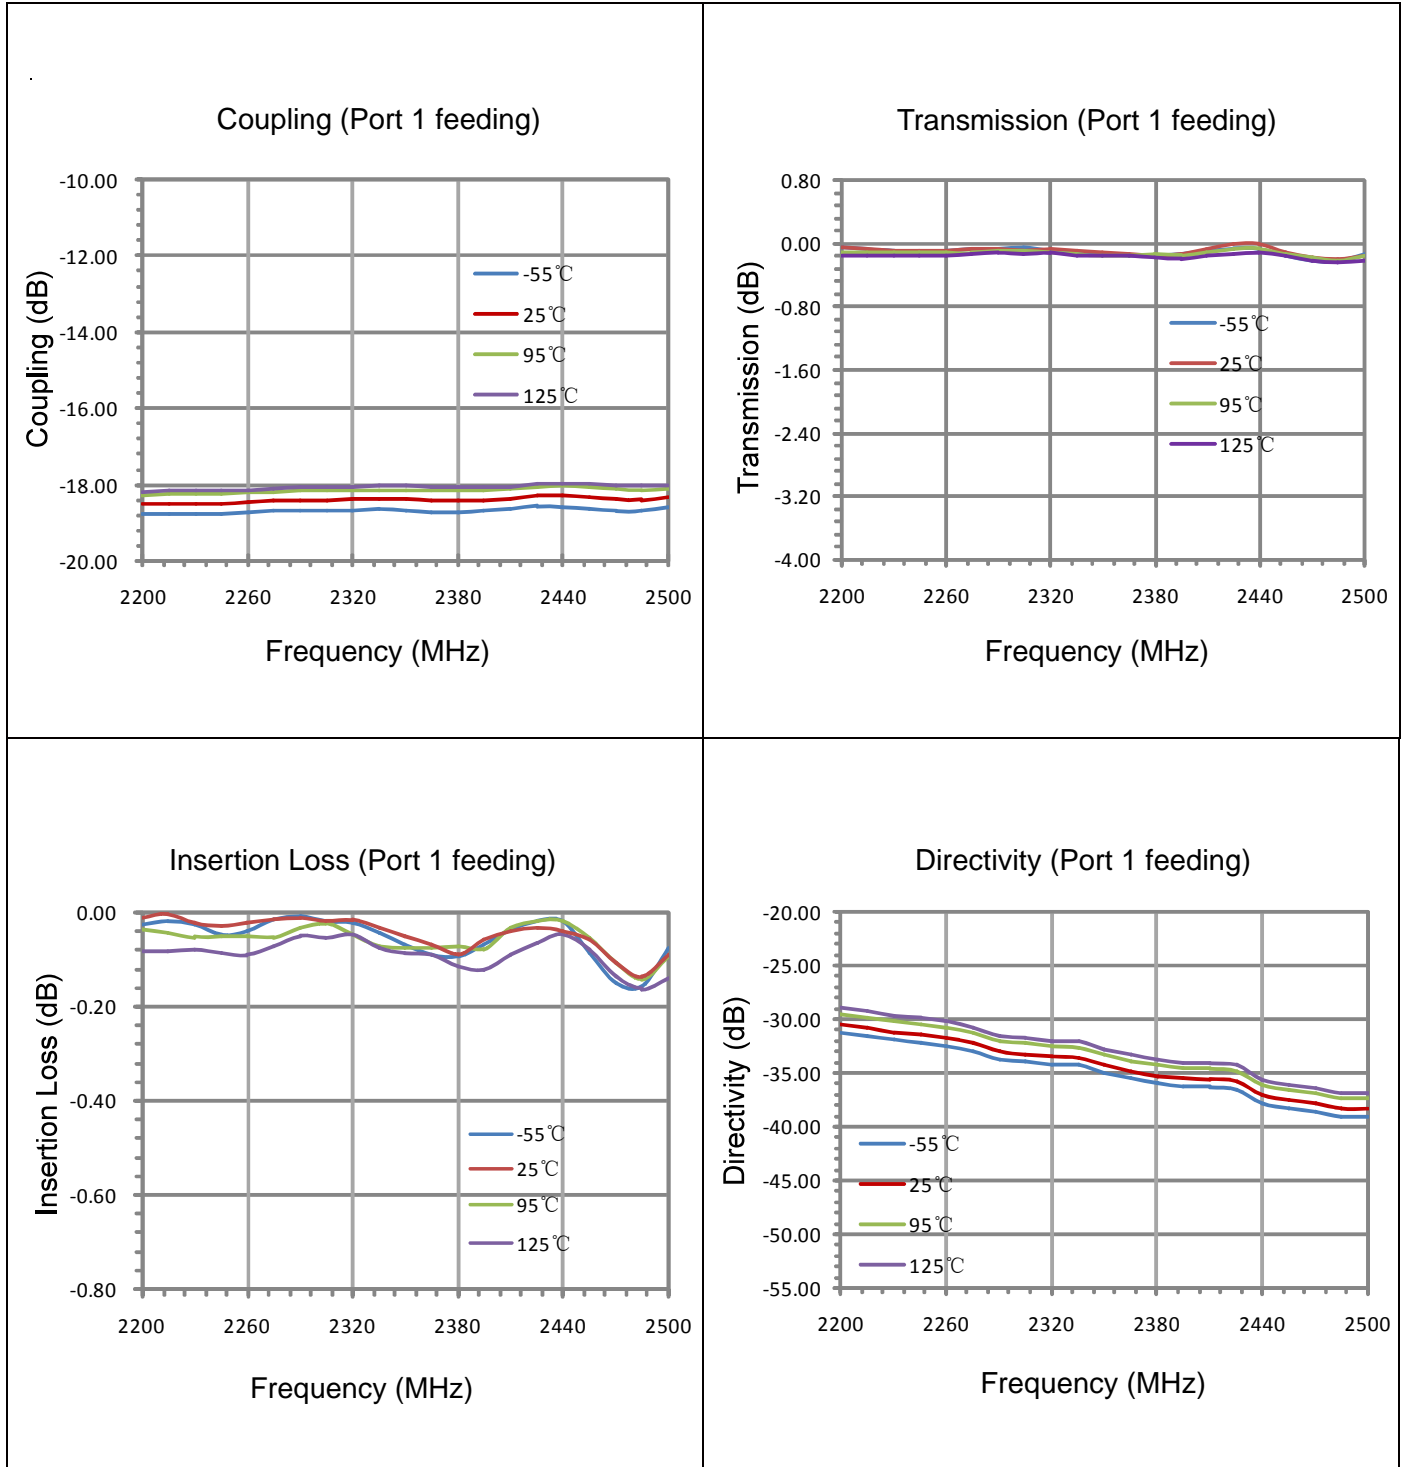 Coupling (Port 1 feeding)
-10.00
-12.00
-14.00
-16.00
-18.00
-20.00
Coupling (dB)
-55℃
25℃
95℃
125℃
2200 2260 2320 2380 2440 2500
Frequency (MHz)
Transmission (Port 1 feeding)
0.80
0.00
-0.80
-1.60
-2.40
-3.20
-4.00
Transmission (dB)
-55℃
25℃
95℃
125℃
2200 2260 2320 2380 2440 2500
Frequency (MHz)
Insertion Loss (Port 1 feeding)
0.00
-0.20
-0.40
-0.60
-0.80
Insertion Loss (dB)
-55℃
25℃
95℃
125℃
2200 2260 2320 2380 2440 2500
Frequency (MHz)
Directivity (Port 1 feeding)
-20.00
-25.00
-30.00
-35.00
-40.00
-45.00
-50.00
-55.00
Directivity (dB)
-55℃
25℃
95℃
125℃
2200 2260 2320 2380 2440 2500
Frequency (MHz)